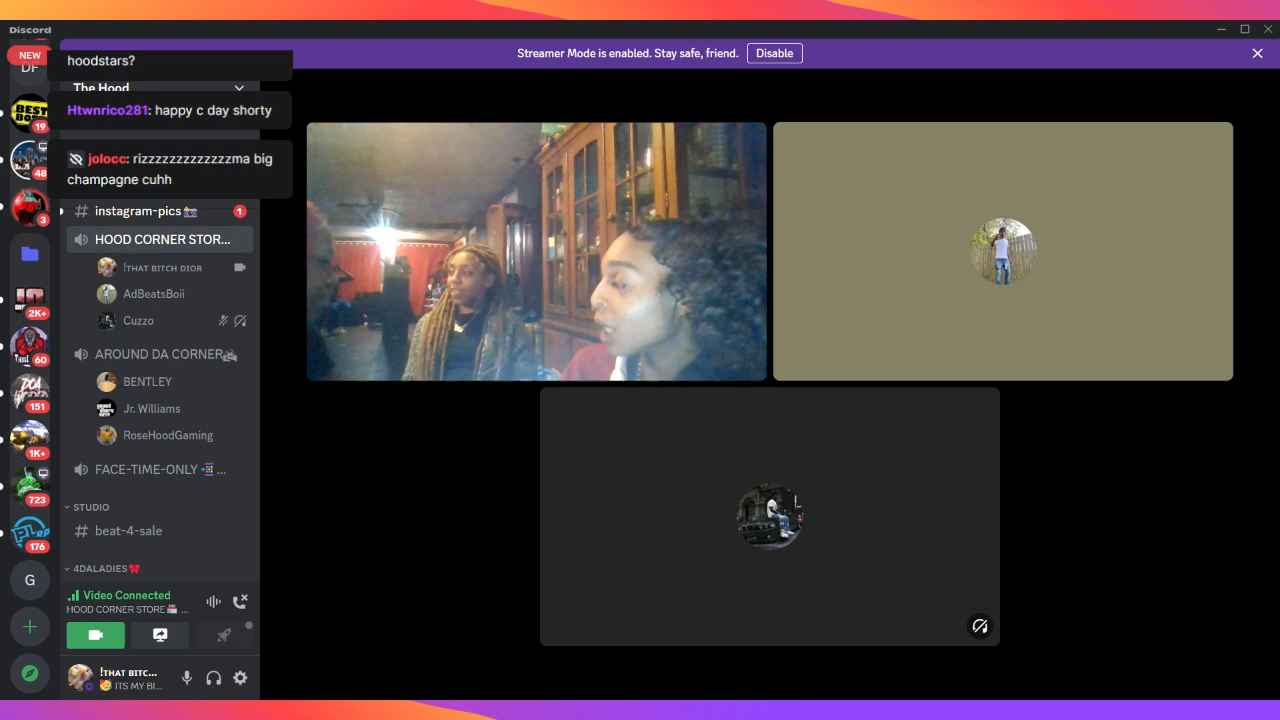 Discord
Streamer Mode is enabled. Stay safe, friend.
Disable
NEW
DF
hoodstars?
The Hood
Htwnrico281: happy c day shorty
jolocc: rizzzzzzzzzzzzzma big
champagne cuhh
BEST
19
48
3
2K+
60
151
1K+
723
176
G
instagram-pics 📸
1
HOOD CORNER STOR...
!THAT BITCH DIOR
AdBeatsBoii
Cuzzo
AROUND DA CORNER
BENTLEY
Jr. Williams
RoseHoodGaming
FACE-TIME-ONLY 📲 ...
STUDIO
beat-4-sale
4DALADIES🎀
Video Connected
HOOD CORNER STORE 🏪 ...
!THAT BITC...
🥳 ITS MY BI...